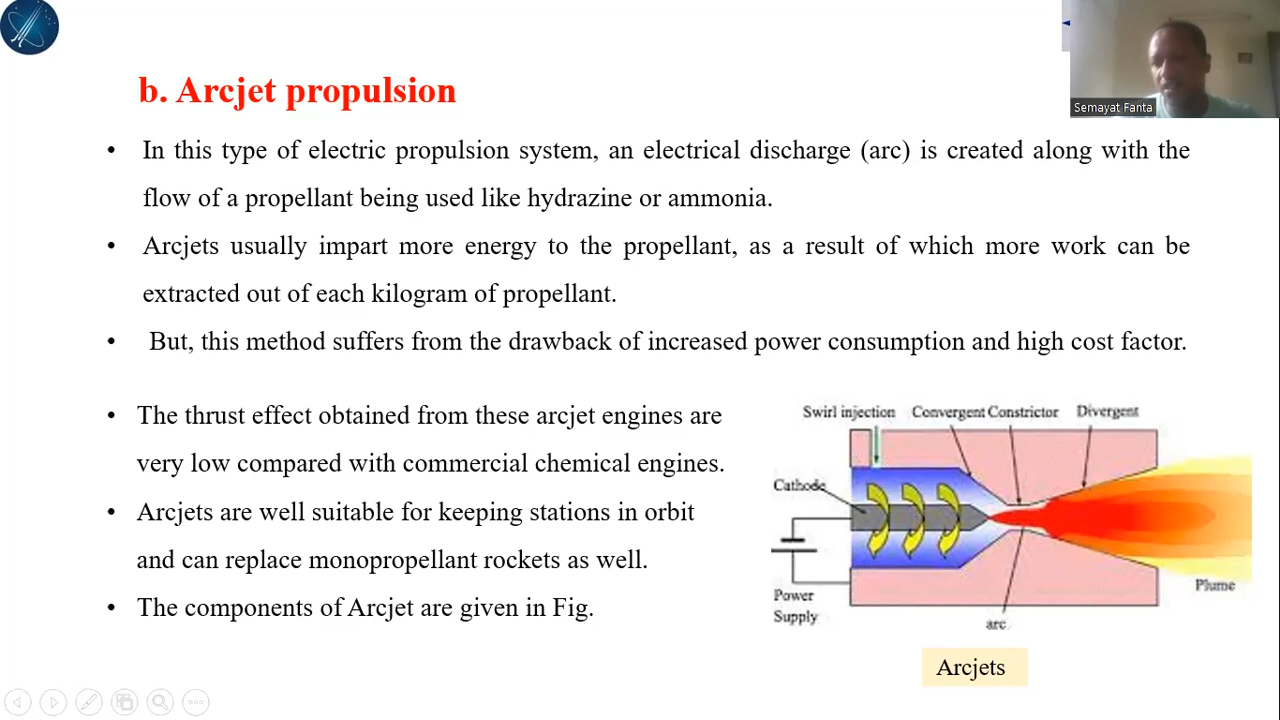 Semayat Fanta
b. Arcjet propulsion
• In this type of electric propulsion system, an electrical discharge (arc) is created along with the
flow of a propellant being used like hydrazine or ammonia.
• Arcjets usually impart more energy to the propellant, as a result of which more work can be
extracted out of each kilogram of propellant.
• But, this method suffers from the drawback of increased power consumption and high cost factor.
• The thrust effect obtained from these arcjet engines are
very low compared with commercial chemical engines.
• Arcjets are well suitable for keeping stations in orbit
and can replace monopropellant rockets as well.
• The components of Arcjet are given in Fig.
Swirl injection Convergent Constrictor Divergent
Cathode
Power
Supply
Plume
arc
Arcjets